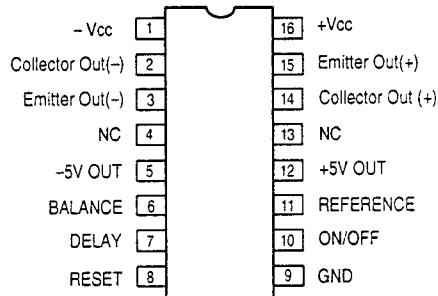 – Vcc 1 16 +Vcc
Collector Out(–) 2 15 Emitter Out(+)
Emitter Out(–) 3 14 Collector Out (+)
NC 4 13 NC
–5V OUT 5 12 +5V OUT
BALANCE 6 11 REFERENCE
DELAY 7 10 ON/OFF
RESET 8 9 GND